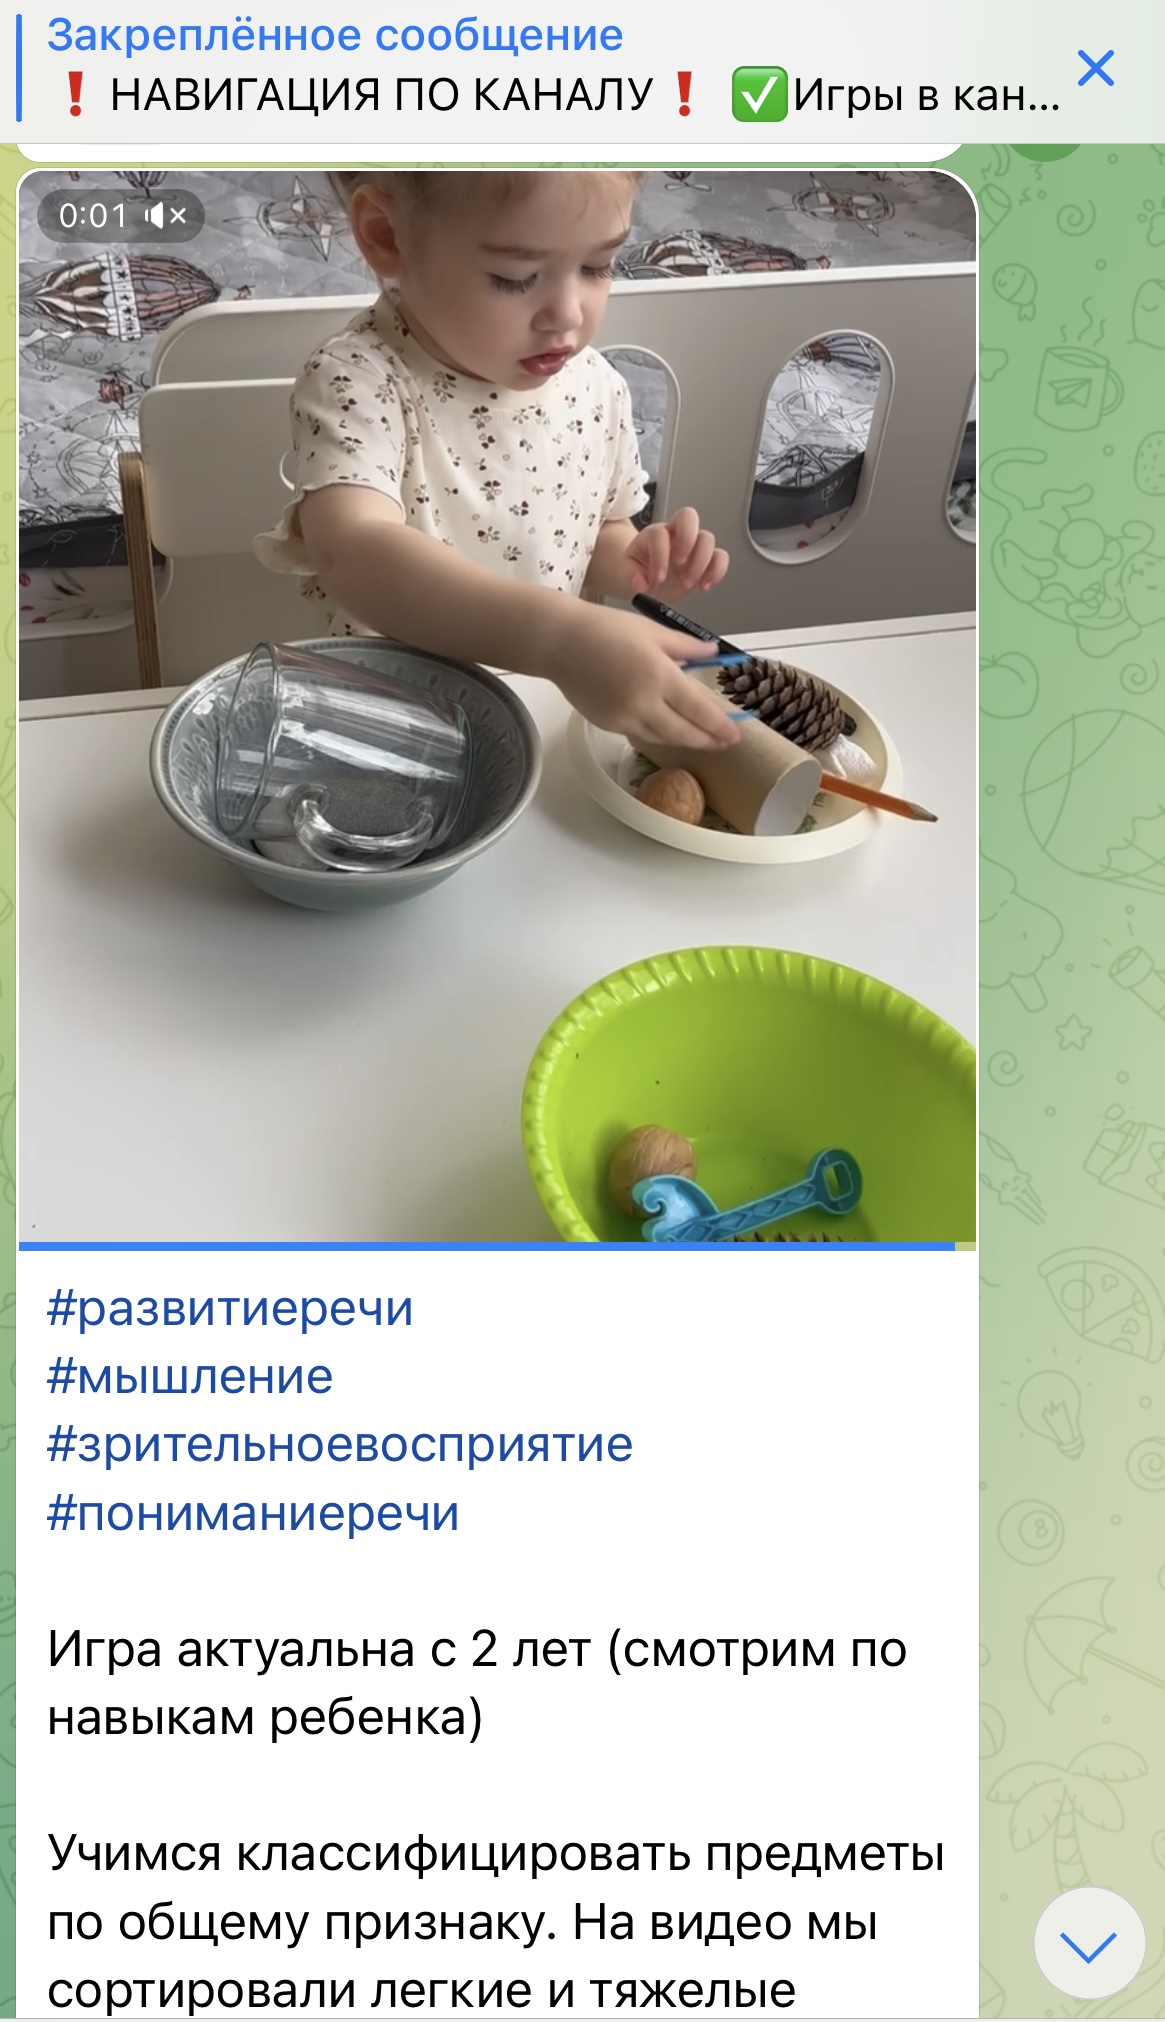 Закреплённое сообщение
❗ НАВИГАЦИЯ ПО КАНАЛУ ❗ ✅Игры в кан...
0:01
#развитиеречи
#мышление
#зрительноевосприятие
#пониманиеречи
Игра актуальна с 2 лет (смотрим по
навыкам ребенка)
Учимся классифицировать предметы
по общему признаку. На видео мы
сортировали легкие и тяжелые